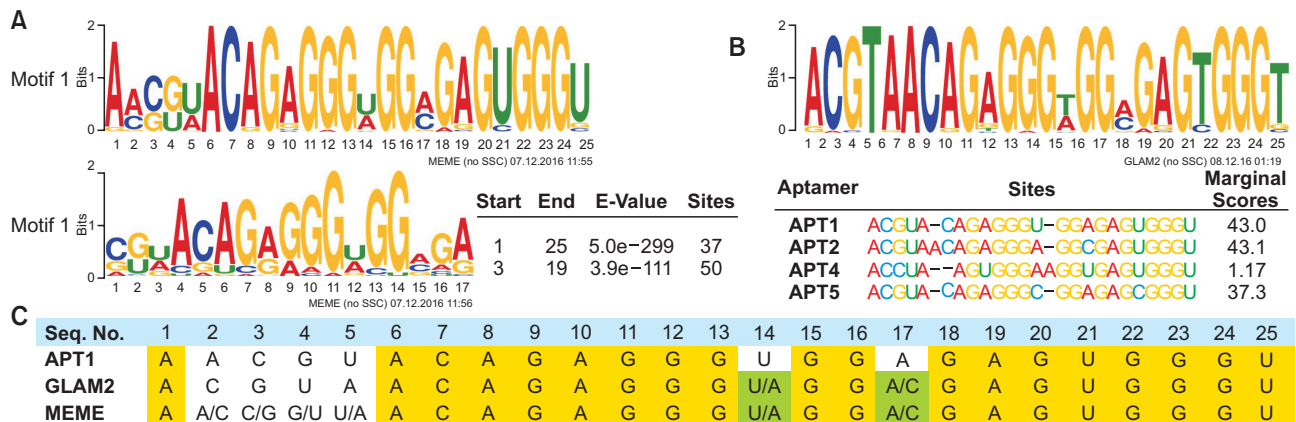 A
Motif 1
Bits
2
1
0
1 2 3 4 5 6 7 8 9 10 11 12 13 14 15 16 17 18 19 20 21 22 23 24 25
MEME (no SSC) 07.12.2016 11:55
Motif 1
Bits
2
1
0
1 2 3 4 5 6 7 8 9 10 11 12 13 14 15 16 17
MEME (no SSC) 07.12.2016 11:56
Start End E-Value Sites
1 25 5.0e-299 37
3 19 3.9e-111 50
B
Bits
2
1
0
1 2 3 4 5 6 7 8 9 10 11 12 13 14 15 16 17 18 19 20 21 22 23 24 25
GLAM2 (no SSC) 08.12.16 01:19
Aptamer Sites Marginal Scores
APT1 ACGUA-CAGAGGGU-GGAGAGUGGGU 43.0
APT2 ACGUAACAGAGGGA-GGCGAGUGGGU 43.1
APT4 ACCUA--AGUGGGAAGGUGAGUGGGU 1.17
APT5 ACGUA-CAGAGGGC-GGAGAGCGGGU 37.3
C
Seq. No. 1 2 3 4 5 6 7 8 9 10 11 12 13 14 15 16 17 18 19 20 21 22 23 24 25
APT1 A A C G U A C A G A G G G U G G A G A G U G G G U
GLAM2 A C G U A A C A G A G G G U/A G G A/C G A G U G G G U
MEME A A/C C/G G/U U/A A C A G A G G G U/A G G A/C G A G U G G G U